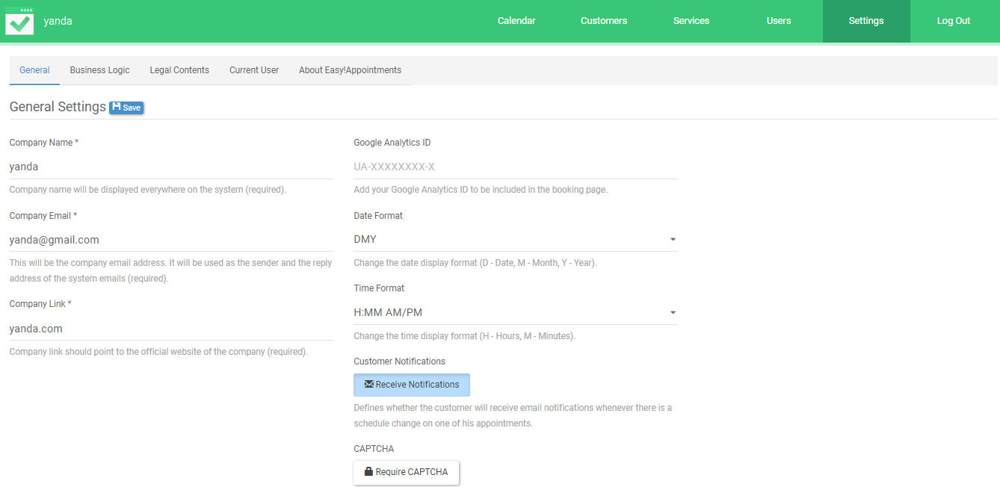 yanda
Calendar
Customers
Services
Users
Settings
Log Out
General
Business Logic
Legal Contents
Current User
About Easy!Appointments
General Settings
Save
Company Name *
yanda
Company name will be displayed everywhere on the system (required).
Company Email *
yanda@gmail.com
This will be the company email address. It will be used as the sender and the reply
address of the system emails (required).
Company Link *
yanda.com
Company link should point to the official website of the company (required).
Google Analytics ID
UA-XXXXXXXX-X
Add your Google Analytics ID to be included in the booking page.
Date Format
DMY
Change the date display format (D - Date, M - Month, Y - Year).
Time Format
H:MM AM/PM
Change the time display format (H - Hours, M - Minutes).
Customer Notifications
Receive Notifications
Defines whether the customer will receive email notifications whenever there is a
schedule change on one of his appointments.
CAPTCHA
Require CAPTCHA